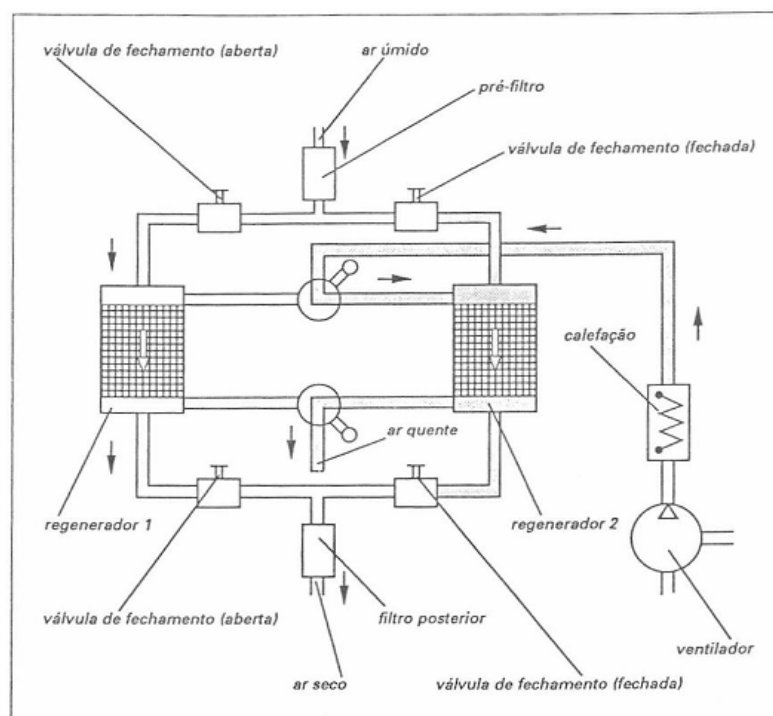 válvula de fechamento (aberta)
ar úmido
pré-filtro
válvula de fechamento (fechada)
calefação
ar quente
regenerador 1
regenerador 2
válvula de fechamento (aberta)
filtro posterior
ventilador
ar seco
válvula de fechamento (fechada)